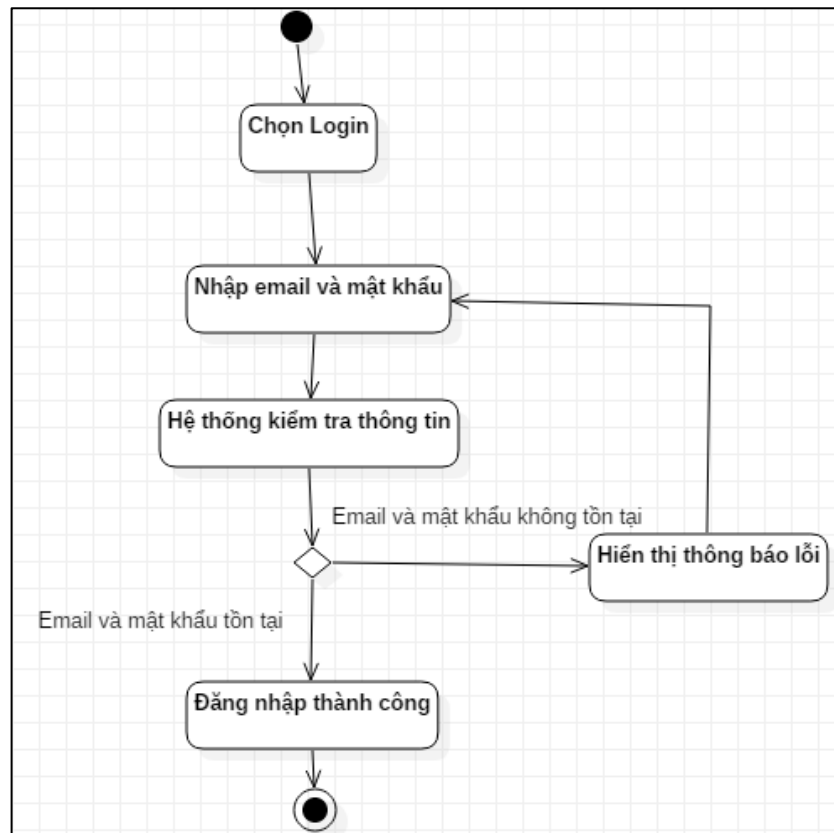 Chọn Login
Nhập email và mật khẩu
Hệ thống kiểm tra thông tin
Email và mật khẩu không tồn tại
Hiển thị thông báo lỗi
Email và mật khẩu tồn tại
Đăng nhập thành công